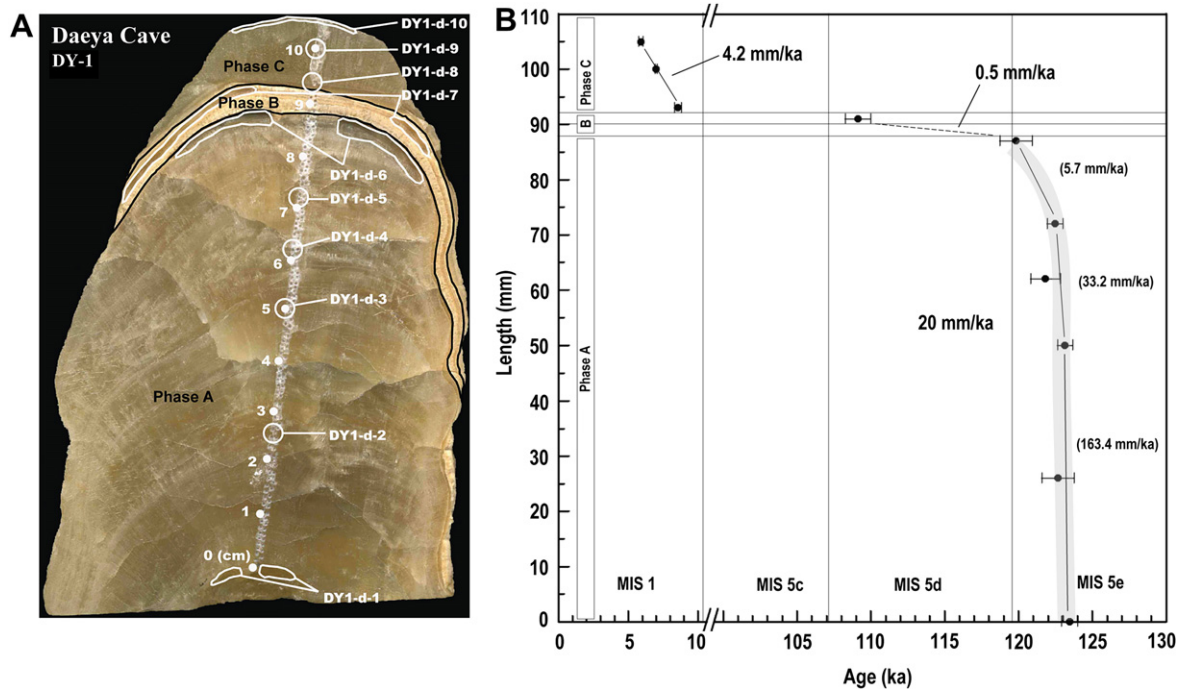 A
Daeya Cave
DY-1
DY1-d-10
DY1-d-9
DY1-d-8
DY1-d-7
DY1-d-6
DY1-d-5
DY1-d-4
DY1-d-3
DY1-d-2
DY1-d-1
Phase C
Phase B
Phase A
10
9
8
7
6
5
4
3
2
1
0 (cm)
B
110
100
90
80
70
60
50
40
30
20
10
0
Length (mm)
Phase C
B
Phase A
4.2 mm/ka
0.5 mm/ka
(5.7 mm/ka)
(33.2 mm/ka)
20 mm/ka
(163.4 mm/ka)
MIS 1
MIS 5c
MIS 5d
MIS 5e
0 2 4 6 8 10 105 110 115 120 125 130
Age (ka)